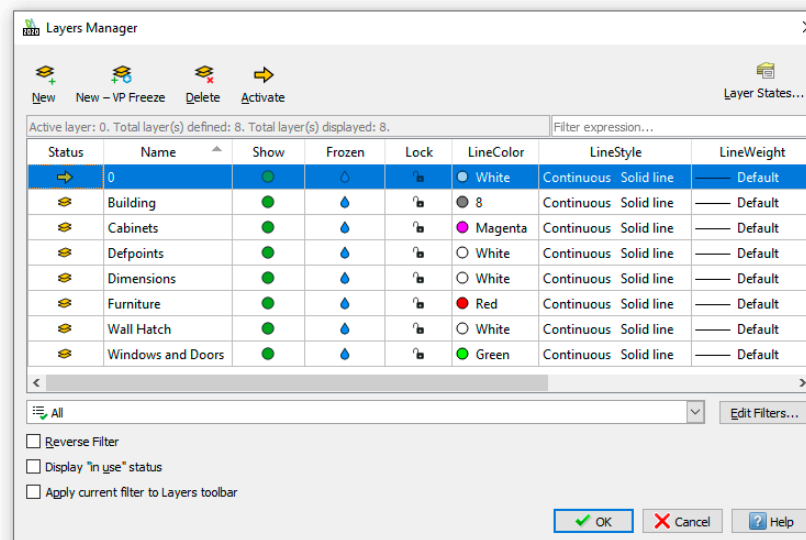 Layers Manager
New
New – VP Freeze
Delete
Activate
Layer States...
Active layer: 0. Total layer(s) defined: 8. Total layer(s) displayed: 8.
Filter expression...
Status Name Show Frozen Lock LineColor LineStyle LineWeight
0 White Continuous Solid line Default
Building 8 Continuous Solid line Default
Cabinets Magenta Continuous Solid line Default
Defpoints White Continuous Solid line Default
Dimensions White Continuous Solid line Default
Furniture Red Continuous Solid line Default
Wall Hatch White Continuous Solid line Default
Windows and Doors Green Continuous Solid line Default
All
Edit Filters...
Reverse Filter
Display "in use" status
Apply current filter to Layers toolbar
OK Cancel Help